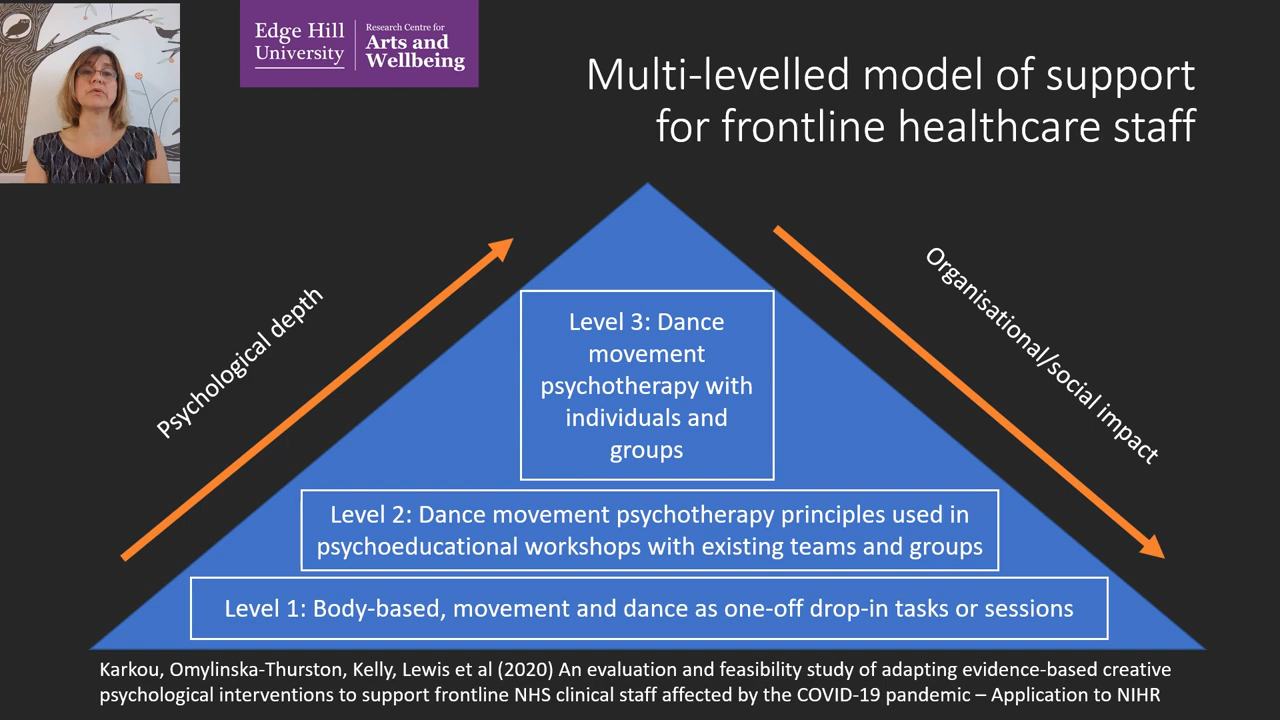 Edge Hill
University
Research Centre for
Arts and
Wellbeing
Multi-levelled model of support
for frontline healthcare staff
Psychological depth
Organisational/social impact
Level 3: Dance
movement
psychotherapy with
individuals and
groups
Level 2: Dance movement psychotherapy principles used in
psychoeducational workshops with existing teams and groups
Level 1: Body-based, movement and dance as one-off drop-in tasks or sessions
Karkou, Omylinska-Thurston, Kelly, Lewis et al (2020) An evaluation and feasibility study of adapting evidence-based creative
psychological interventions to support frontline NHS clinical staff affected by the COVID-19 pandemic – Application to NIHR